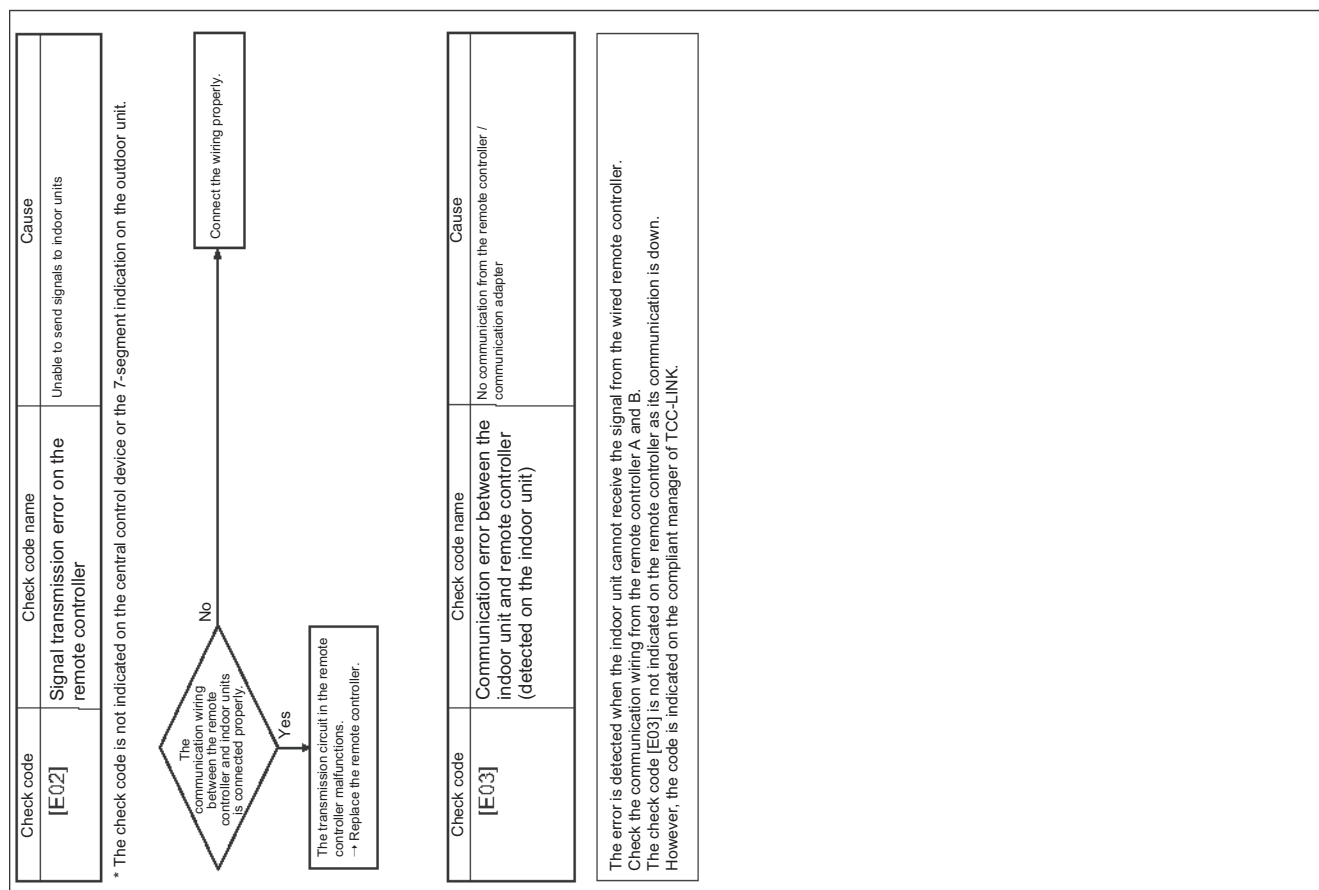 Check code
Check code name
Cause
[E02]
Signal transmission error on the
remote controller
Unable to send signals to indoor units
* The check code is not indicated on the central control device or the 7-segment indication on the outdoor unit.
The
communication wiring
between the remote
controller and indoor units
is connected properly.
No
Connect the wiring properly.
Yes
The transmission circuit in the remote
controller malfunctions.
→ Replace the remote controller.
Check code
Check code name
Cause
[E03]
Communication error between the
indoor unit and remote controller
(detected on the indoor unit)
No communication from the remote controller /
communication adapter
The error is detected when the indoor unit cannot receive the signal from the wired remote controller.
Check the communication wiring from the remote controller A and B.
The check code [E03] is not indicated on the remote controller as its communication is down.
However, the code is indicated on the compliant manager of TCC-LINK.